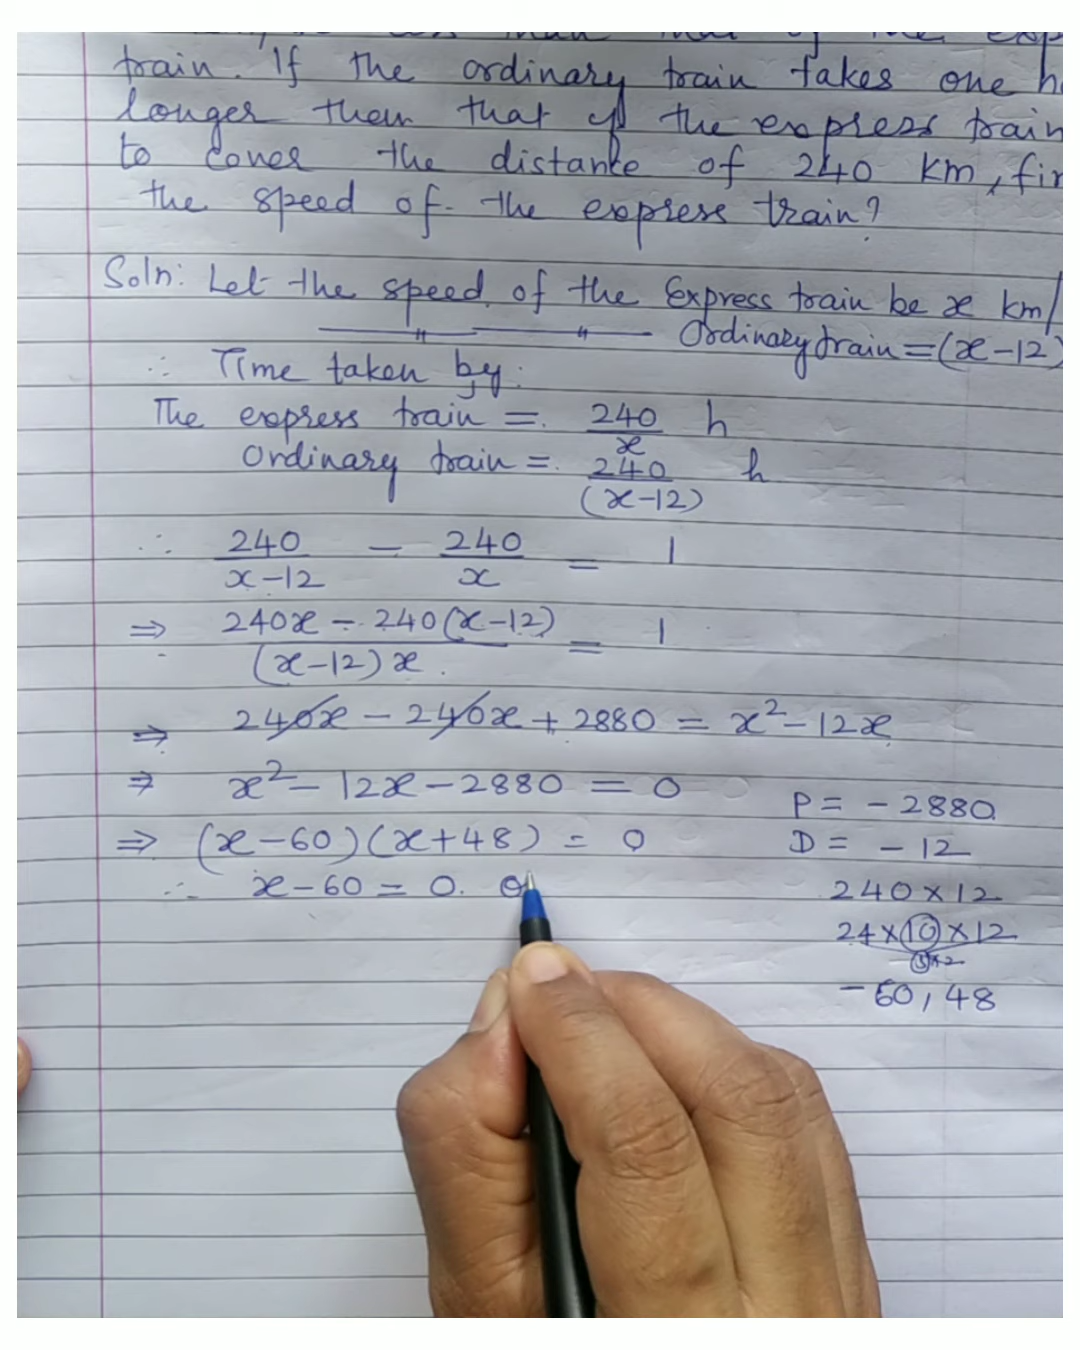 train. If the ordinary train takes one
longer then that of the express train
to cover the distance of 240 km,
the speed of the express train?
Soln: Let the speed of the Express train be x km/
〃 〃 Ordinary train = (x-12)
∴ Time taken by:
The express train = 240/x h
Ordinary train = 240/(x-12) h
∴ 240/x-12 - 240/x = 1
⇒ 240x - 240(x-12)/(x-12)x = 1
⇒ 240x - 240x + 2880 = x² - 12x
⇒ x² - 12x - 2880 = 0
⇒ (x-60)(x+48) = 0
∴ x-60 = 0.
P = -2880
D = -12
240×12
24×10×12
5×2
-60, 48